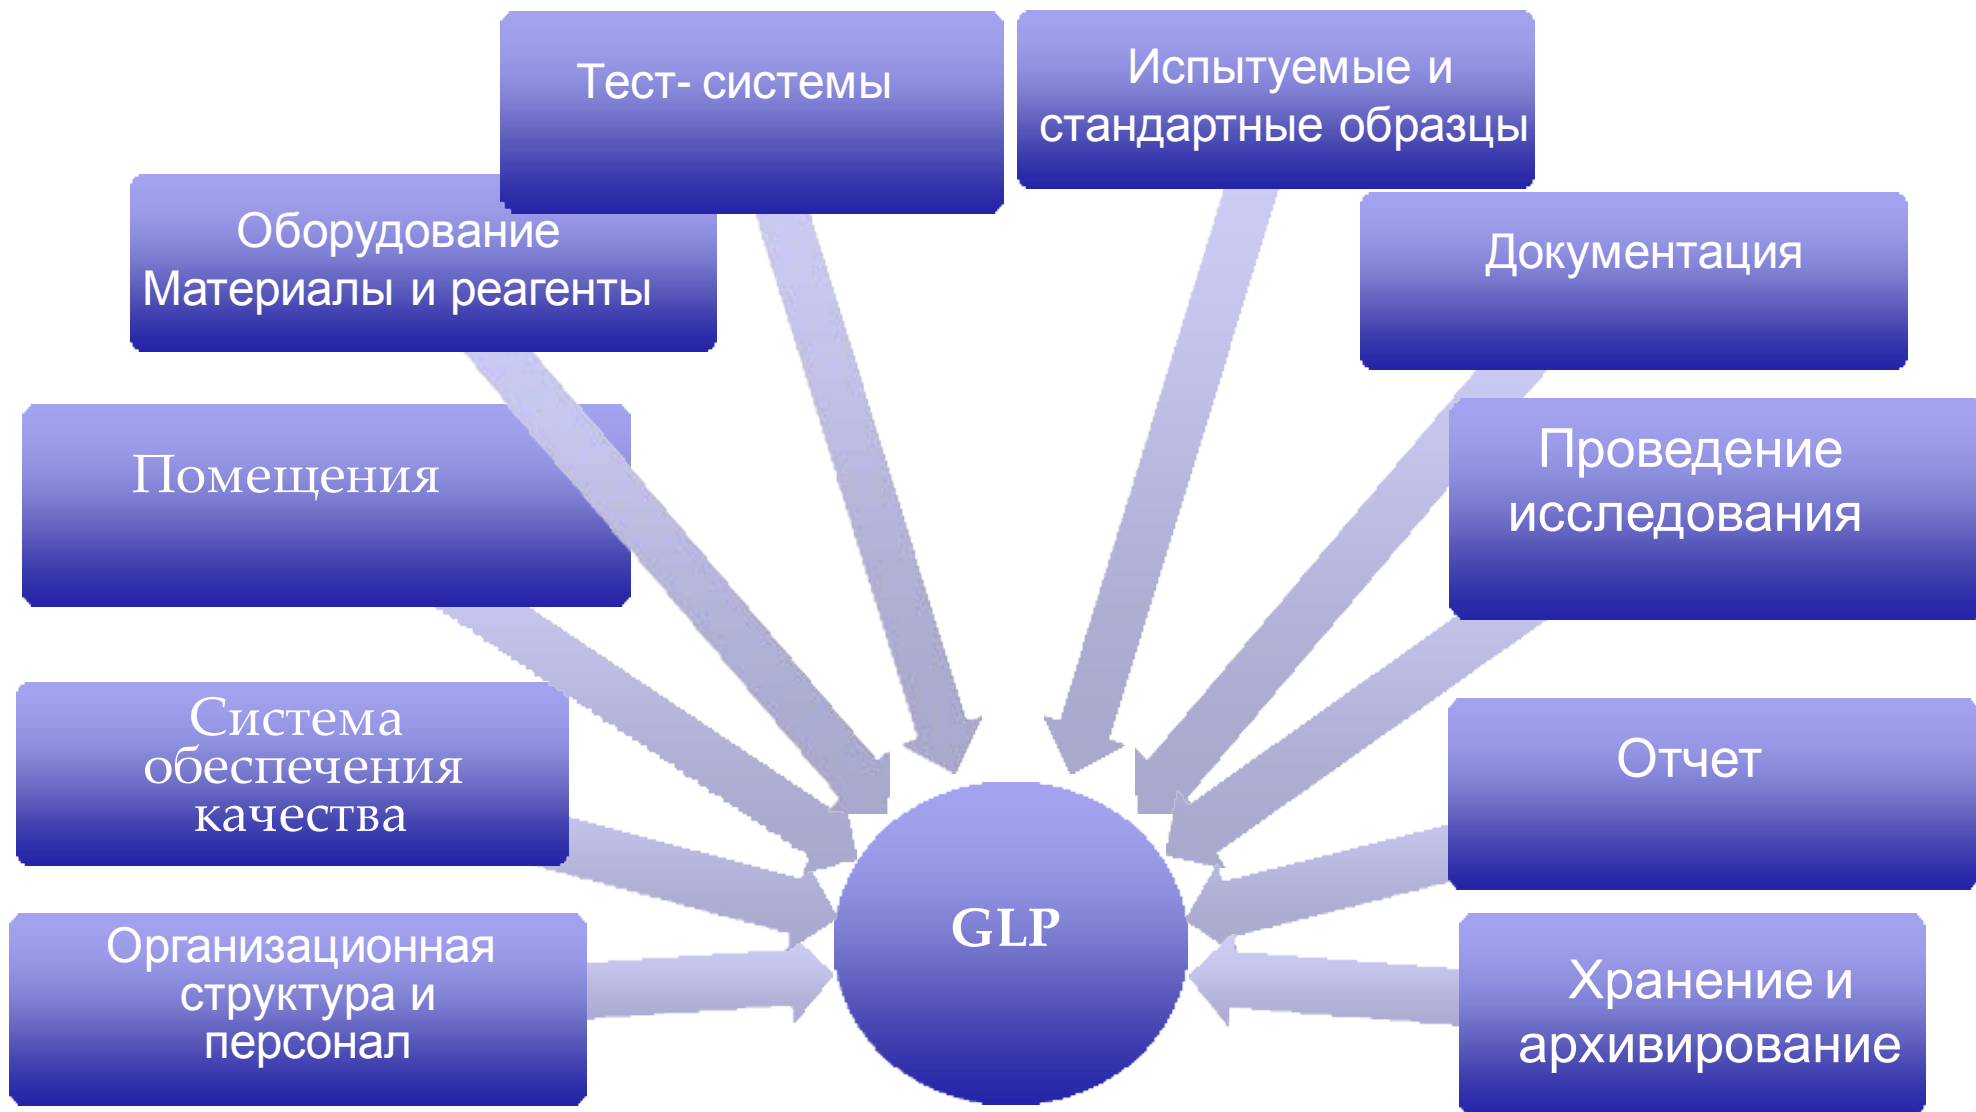 Тест- системы
Испытуемые и
стандартные образцы
Оборудование
Материалы и реагенты
Документация
Помещения
Проведение
исследования
Система
обеспечения
качества
Отчет
Организационная
структура и
персонал
GLP
Хранение и
архивирование